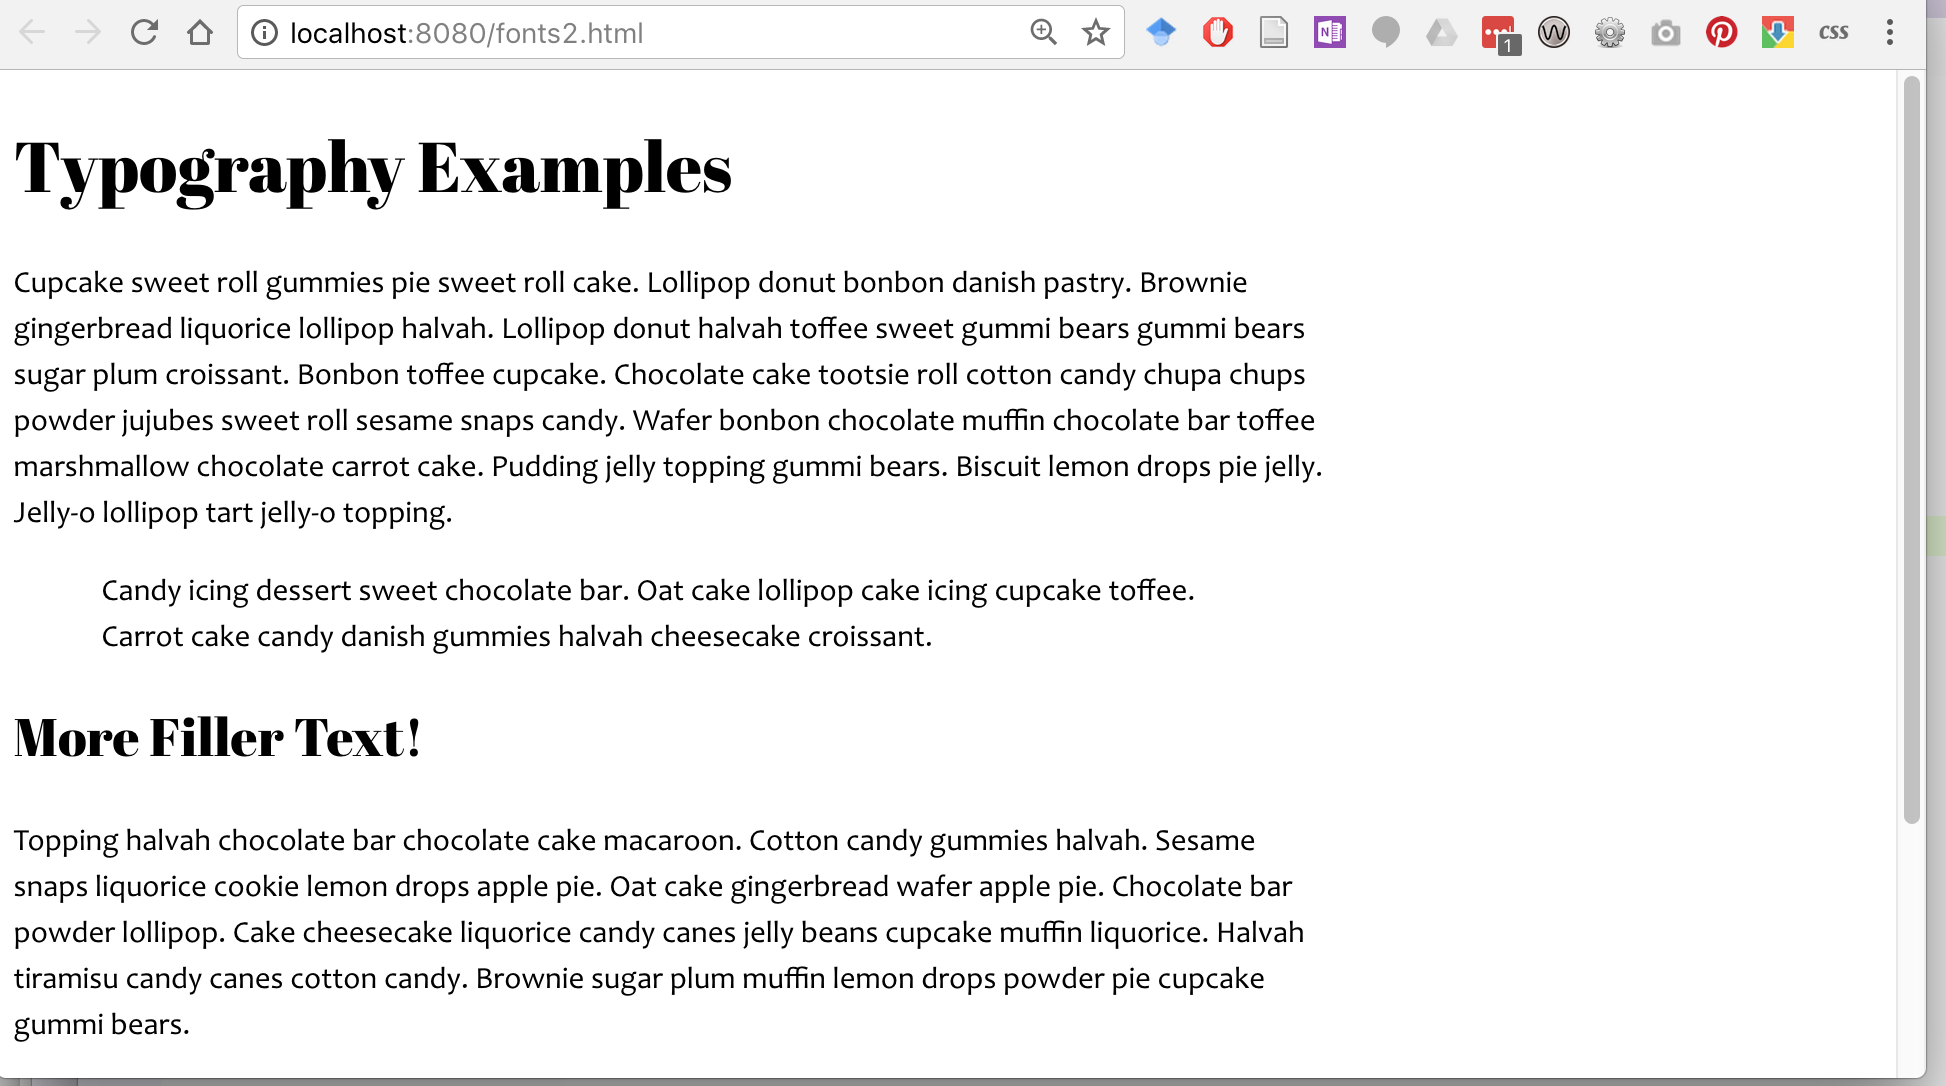 localhost:8080/fonts2.html
1
css
Typography Examples
Cupcake sweet roll gummies pie sweet roll cake. Lollipop donut bonbon danish pastry. Brownie
gingerbread liquorice lollipop halvah. Lollipop donut halvah toffee sweet gummi bears gummi bears
sugar plum croissant. Bonbon toffee cupcake. Chocolate cake tootsie roll cotton candy chupa chups
powder jujubes sweet roll sesame snaps candy. Wafer bonbon chocolate muffin chocolate bar toffee
marshmallow chocolate carrot cake. Pudding jelly topping gummi bears. Biscuit lemon drops pie jelly.
Jelly-o lollipop tart jelly-o topping.
Candy icing dessert sweet chocolate bar. Oat cake lollipop cake icing cupcake toffee.
Carrot cake candy danish gummies halvah cheesecake croissant.
More Filler Text!
Topping halvah chocolate bar chocolate cake macaroon. Cotton candy gummies halvah. Sesame
snaps liquorice cookie lemon drops apple pie. Oat cake gingerbread wafer apple pie. Chocolate bar
powder lollipop. Cake cheesecake liquorice candy canes jelly beans cupcake muffin liquorice. Halvah
tiramisu candy canes cotton candy. Brownie sugar plum muffin lemon drops powder pie cupcake
gummi bears.